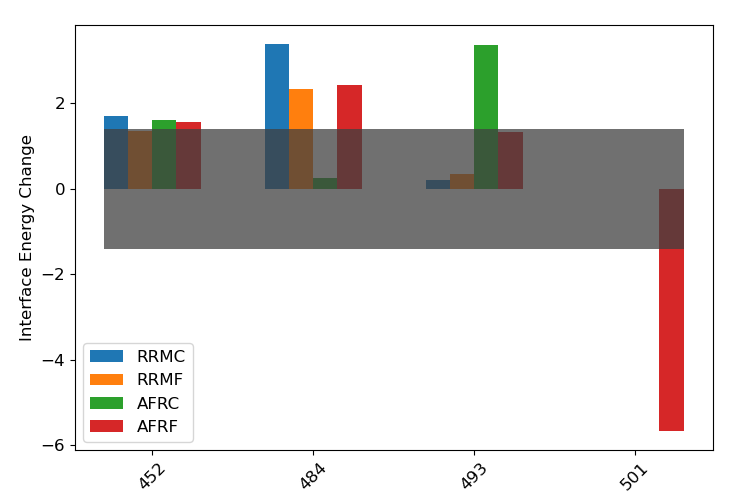 Interface Energy Change
2
0
−2
−4
−6
RRMC
RRMF
AFRC
AFRF
452
484
493
501